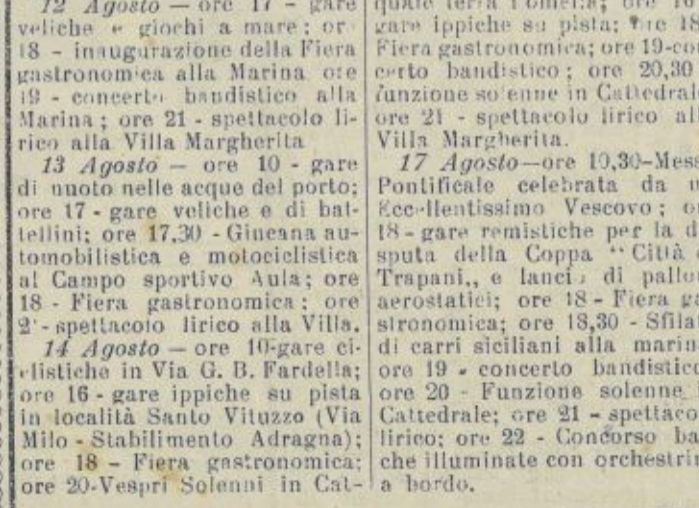 12 Agosto — ore 17 - gare
veliche e giochi a mare; or
18 - inaugurazione della Fiera
gastronomica alla Marina ore
19 - concerto bandistico alla
Marina; ore 21 - spettacolo li-
rico alla Villa Margherita
13 Agosto — ore 10 - gare
di nuoto nelle acque del porto;
ore 17 - gare veliche e di bat-
tellini; ore 17,30 - Gincana au-
tomobilistica e motociclistica
al Campo sportivo Aula; ore
18 - Fiera gastronomica; ore
2 - spettacolo lirico alla Villa.
14 Agosto — ore 10-gare ci-
clistiche in Via G. B. Fardella;
ore 16 - gare ippiche su pista
in località Santo Vituzzo (Via
Milo - Stabilimento Adragna);
ore 18 - Fiera gastronomica;
ore 20-Vespri Solenni in Cat-
gare ippiche su pista; ore 18
Fiera gastronomica; ore 19-con
certo bandistico; ore 20,30
funzione solenne in Cattedral
ore 21 - spettacolo lirico all
Villa Margherita.
17 Agosto—ore 10,30-Mess
Pontificale celebrata da u
Eccellentissimo Vescovo; o
18 - gare remistiche per la d
sputa della Coppa “Città
Trapani„ e lancio di pallo
aerostatici; ore 18 - Fiera ga
stronomica; ore 18,30 - Sfila
di carri siciliani alla marin
ore 19 - concerto bandistico
ore 20 - Funzione solenne
Cattedrale; ore 21 - spettaco
lirico; ore 22 - Concorso ba
che illuminate con orchestrin
a bordo.